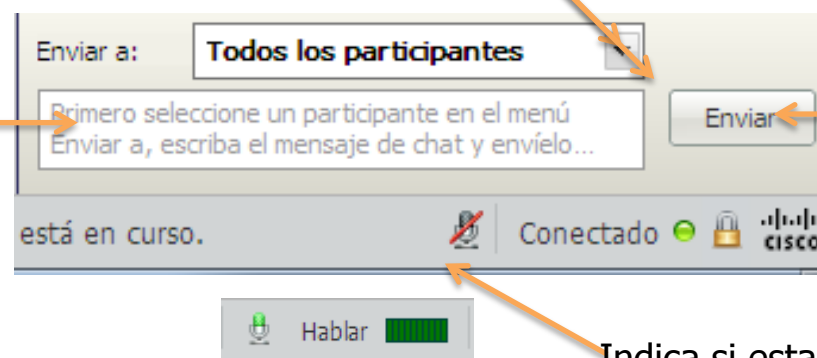 Enviar a:
Todos los participantes
Primero seleccione un participante en el menú
Enviar a, escriba el mensaje de chat y envíelo...
Enviar
está en curso.
Conectado
CISCO
Hablar
Indica si esta